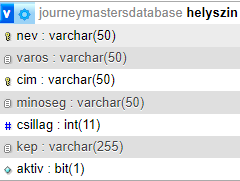 v journeymastersdatabase helyszin
nev : varchar(50)
varos : varchar(50)
cim : varchar(50)
minoseg : varchar(50)
# csillag : int(11)
kep : varchar(255)
aktiv : bit(1)